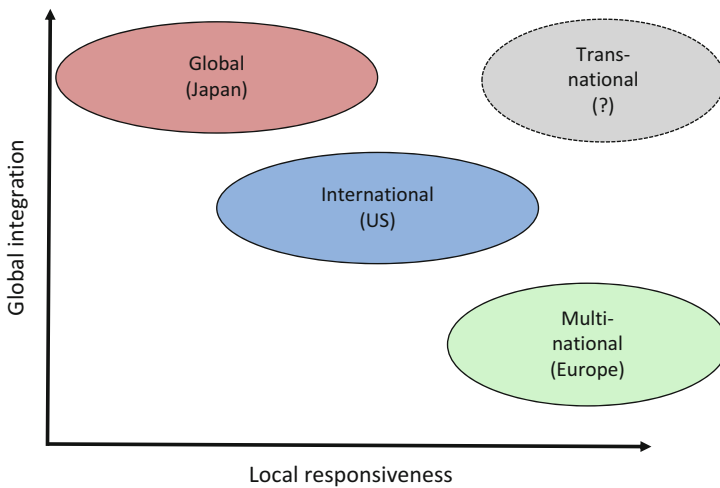 Global
(Japan)
Trans-
national
(?)
International
(US)
Multi-
national
(Europe)
Global integration
Local responsiveness